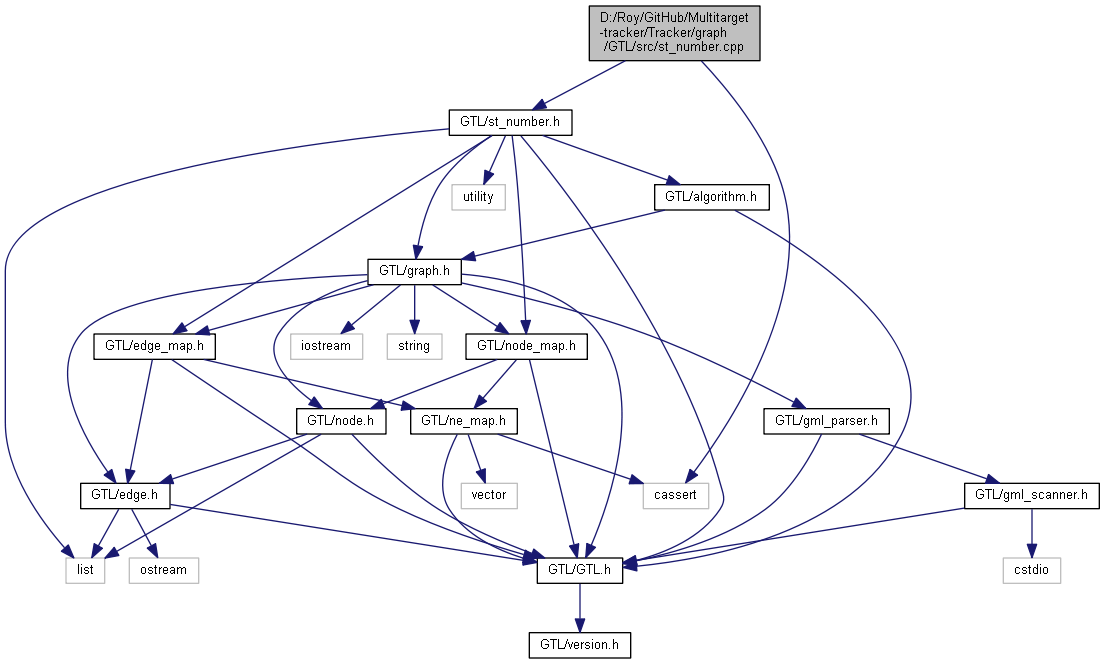 D:/Roy/GitHub/Multitarget
-tracker/Tracker/graph
/GTL/src/st_number.cpp
GTL/st_number.h
utility
GTL/algorithm.h
GTL/graph.h
GTL/edge_map.h
iostream
string
GTL/node_map.h
GTL/node.h
GTL/ne_map.h
GTL/gml_parser.h
GTL/edge.h
vector
cassert
GTL/gml_scanner.h
list
ostream
GTL/GTL.h
cstdio
GTL/version.h